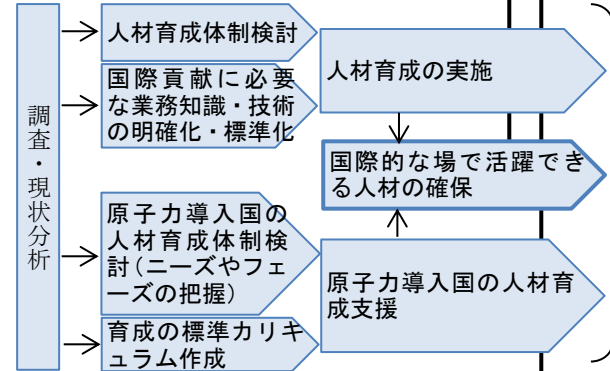 調査・現状分析
人材育成体制検討
国際貢献に必要
な業務知識・技術
の明確化・標準化
人材育成の実施
国際的な場で活躍でき
る人材の確保
原子力導入国の
人材育成体制検
討（ニーズやフェ
ーズの把握）
原子力導入国の人材育
成支援
育成の標準カリキ
ュラム作成